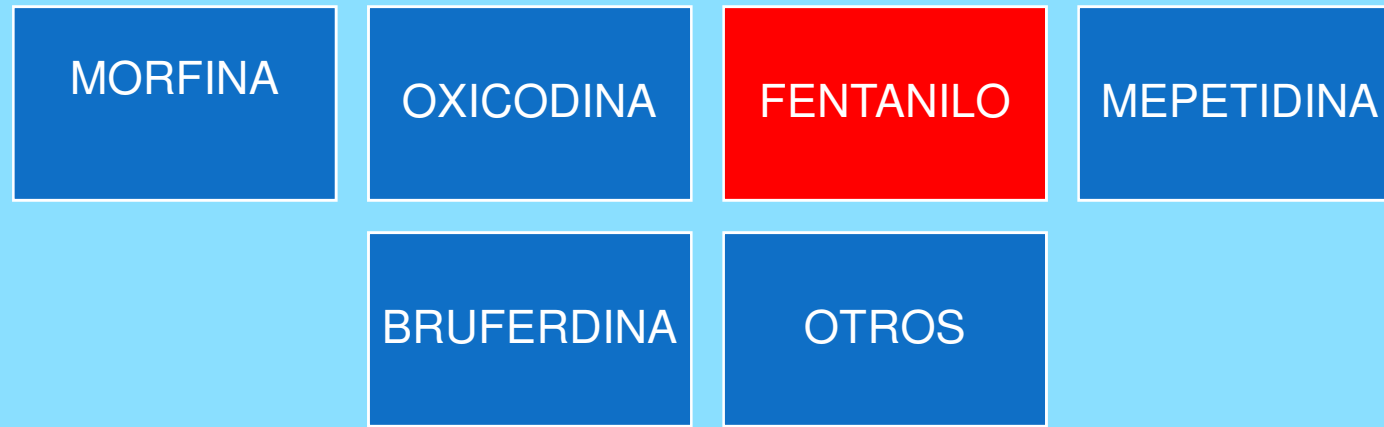 MORFINA
OXICODINA
FENTANILO
MEPETIDINA
BRUFERDINA
OTROS